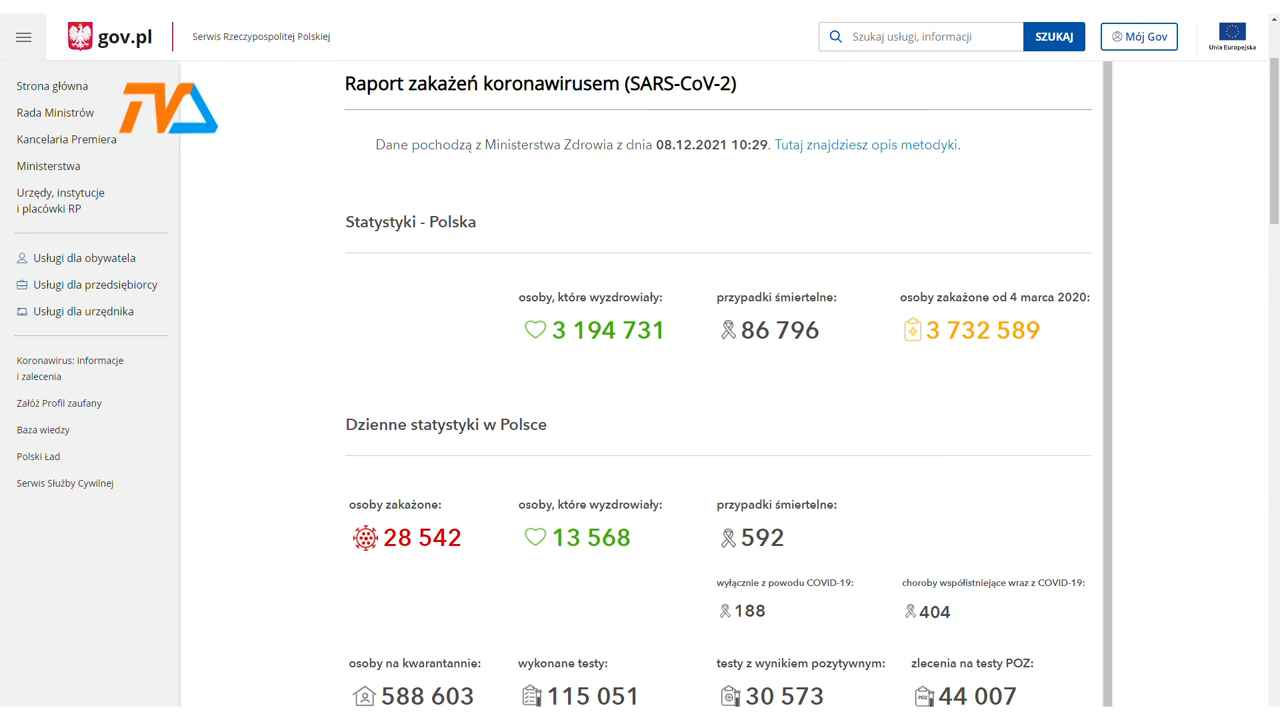 gov.pl
Serwis Rzeczypospolitej Polskiej
Szukaj usługi, informacji
SZUKAJ
Mój Gov
Unia Europejska
Strona główna
Rada Ministrów
Kancelaria Premiera
Ministerstwa
Urzędy, instytucje
i placówki RP
Usługi dla obywatela
Usługi dla przedsiębiorcy
Usługi dla urzędnika
Koronawirus: informacje
i zalecenia
Załóż Profil zaufany
Baza wiedzy
Polski Ład
Serwis Służby Cywilnej
TV
Raport zakażeń koronawirusem (SARS-CoV-2)
Dane pochodzą z Ministerstwa Zdrowia z dnia 08.12.2021 10:29. Tutaj znajdziesz opis metodyki.
Statystyki - Polska
osoby, które wyzdrowiały: przypadki śmiertelne: osoby zakażone od 4 marca 2020:
3 194 731 86 796 3 732 589
Dzienne statystyki w Polsce
osoby zakażone: osoby, które wyzdrowiały: przypadki śmiertelne:
28 542 13 568 592
wyłącznie z powodu COVID-19: choroby współistniejące wraz z COVID-19:
188 404
osoby na kwarantannie: wykonane testy: testy z wynikiem pozytywnym: zlecenia na testy POZ:
588 603 115 051 30 573 44 007